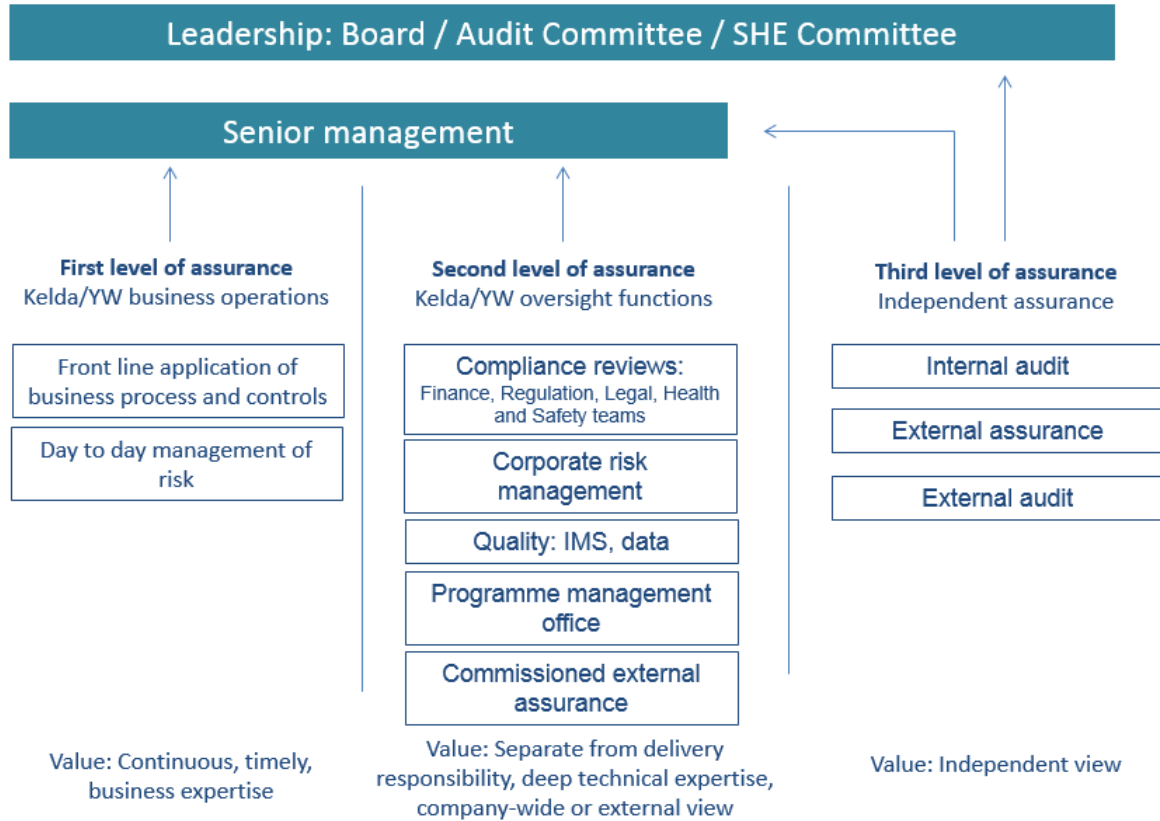 Leadership: Board / Audit Committee / SHE Committee
Senior management
First level of assurance
Kelda/YW business operations
Front line application of
business process and controls
Day to day management of
risk
Value: Continuous, timely,
business expertise
Second level of assurance
Kelda/YW oversight functions
Compliance reviews:
Finance, Regulation, Legal, Health
and Safety teams
Corporate risk
management
Quality: IMS, data
Programme management
office
Commissioned external
assurance
Value: Separate from delivery
responsibility, deep technical expertise,
company-wide or external view
Third level of assurance
Independent assurance
Internal audit
External assurance
External audit
Value: Independent view